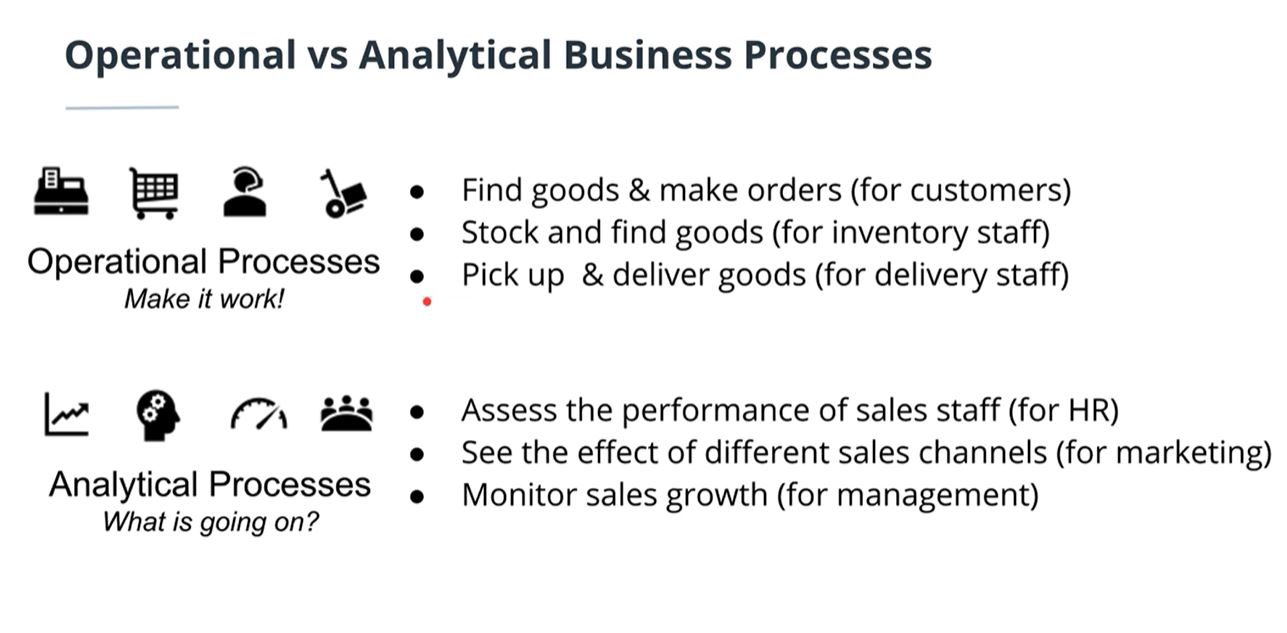 Operational vs Analytical Business Processes
Operational Processes
Make it work!
● Find goods & make orders (for customers)
● Stock and find goods (for inventory staff)
● Pick up & deliver goods (for delivery staff)
Analytical Processes
What is going on?
● Assess the performance of sales staff (for HR)
● See the effect of different sales channels (for marketing)
● Monitor sales growth (for management)